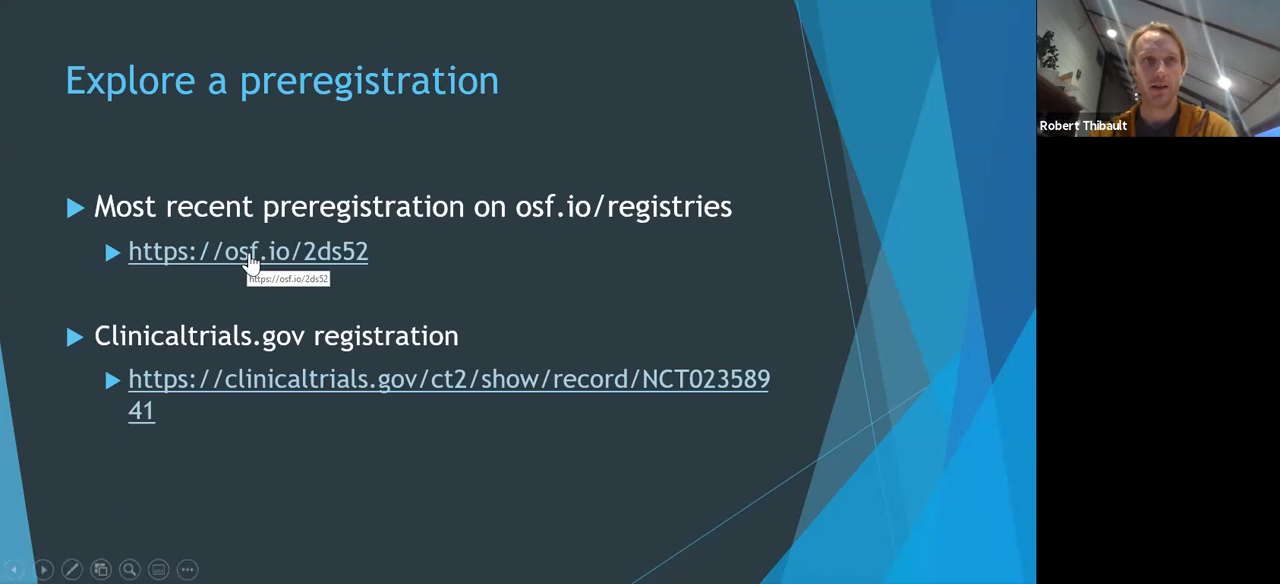 Explore a preregistration
Most recent preregistration on osf.io/registries
https://osf.io/2ds52
https://osf.io/2ds52
Clinicaltrials.gov registration
https://clinicaltrials.gov/ct2/show/record/NCT023589
41
Robert Thibault